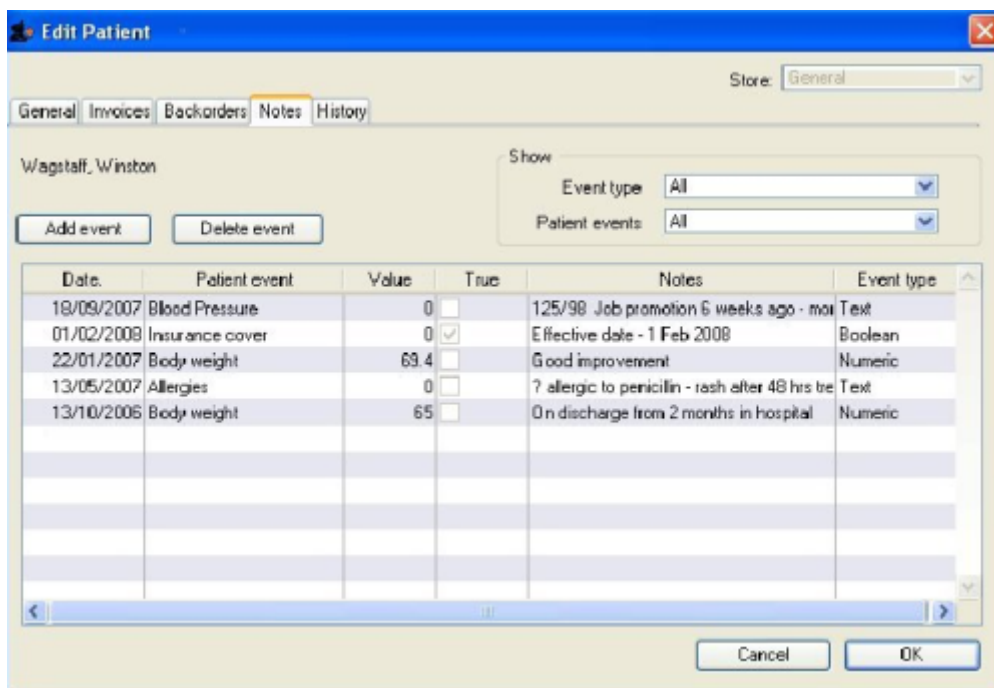 Edit Patient
Store: General
General Invoices Backorders Notes History
Wagstaff, Winston
Show
Event type All
Patient events All
Add event Delete event
Date. Patient event Value True Notes Event type
18/09/2007 Blood Pressure 0 125/98 Job promotion 6 weeks ago - mor Text
01/02/2008 Insurance cover 0 Effective date - 1 Feb 2008 Boolean
22/01/2007 Body weight 69.4 Good improvement Numeric
13/05/2007 Allergies 0 ? allergic to penicillin - rash after 48 hrs tre Text
13/10/2006 Body weight 65 On discharge from 2 months in hospital Numeric
Cancel OK